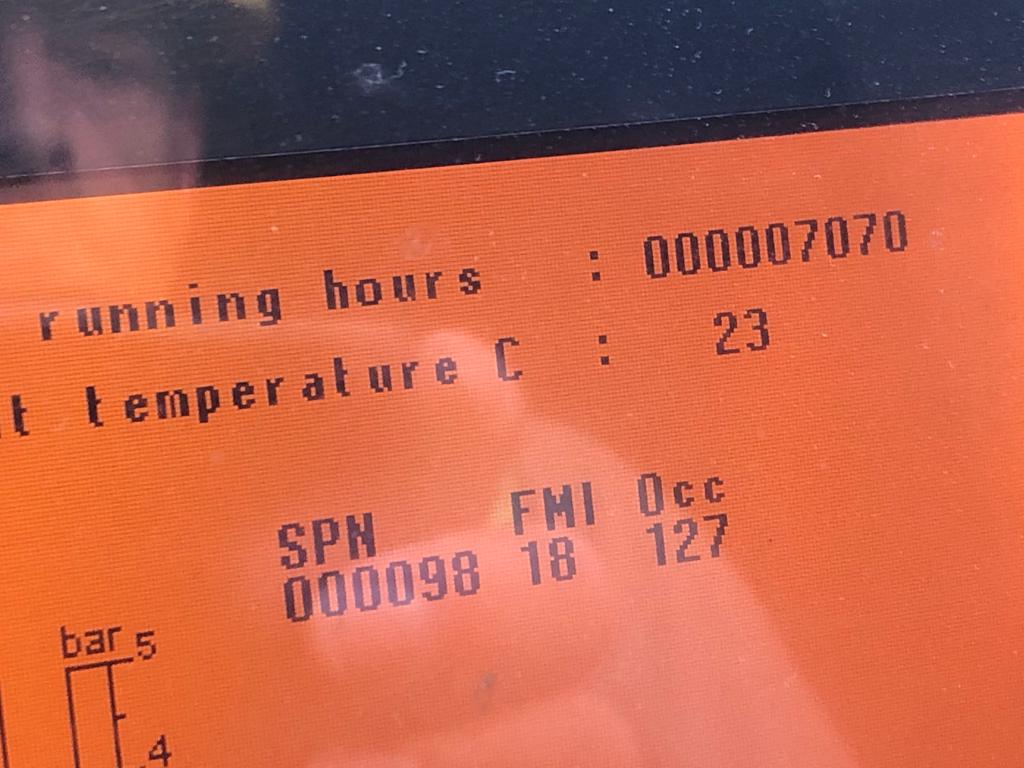 running hours : 000007070
t temperature C : 23
SPN FMI Occ
000098 18 127
bar 5
4